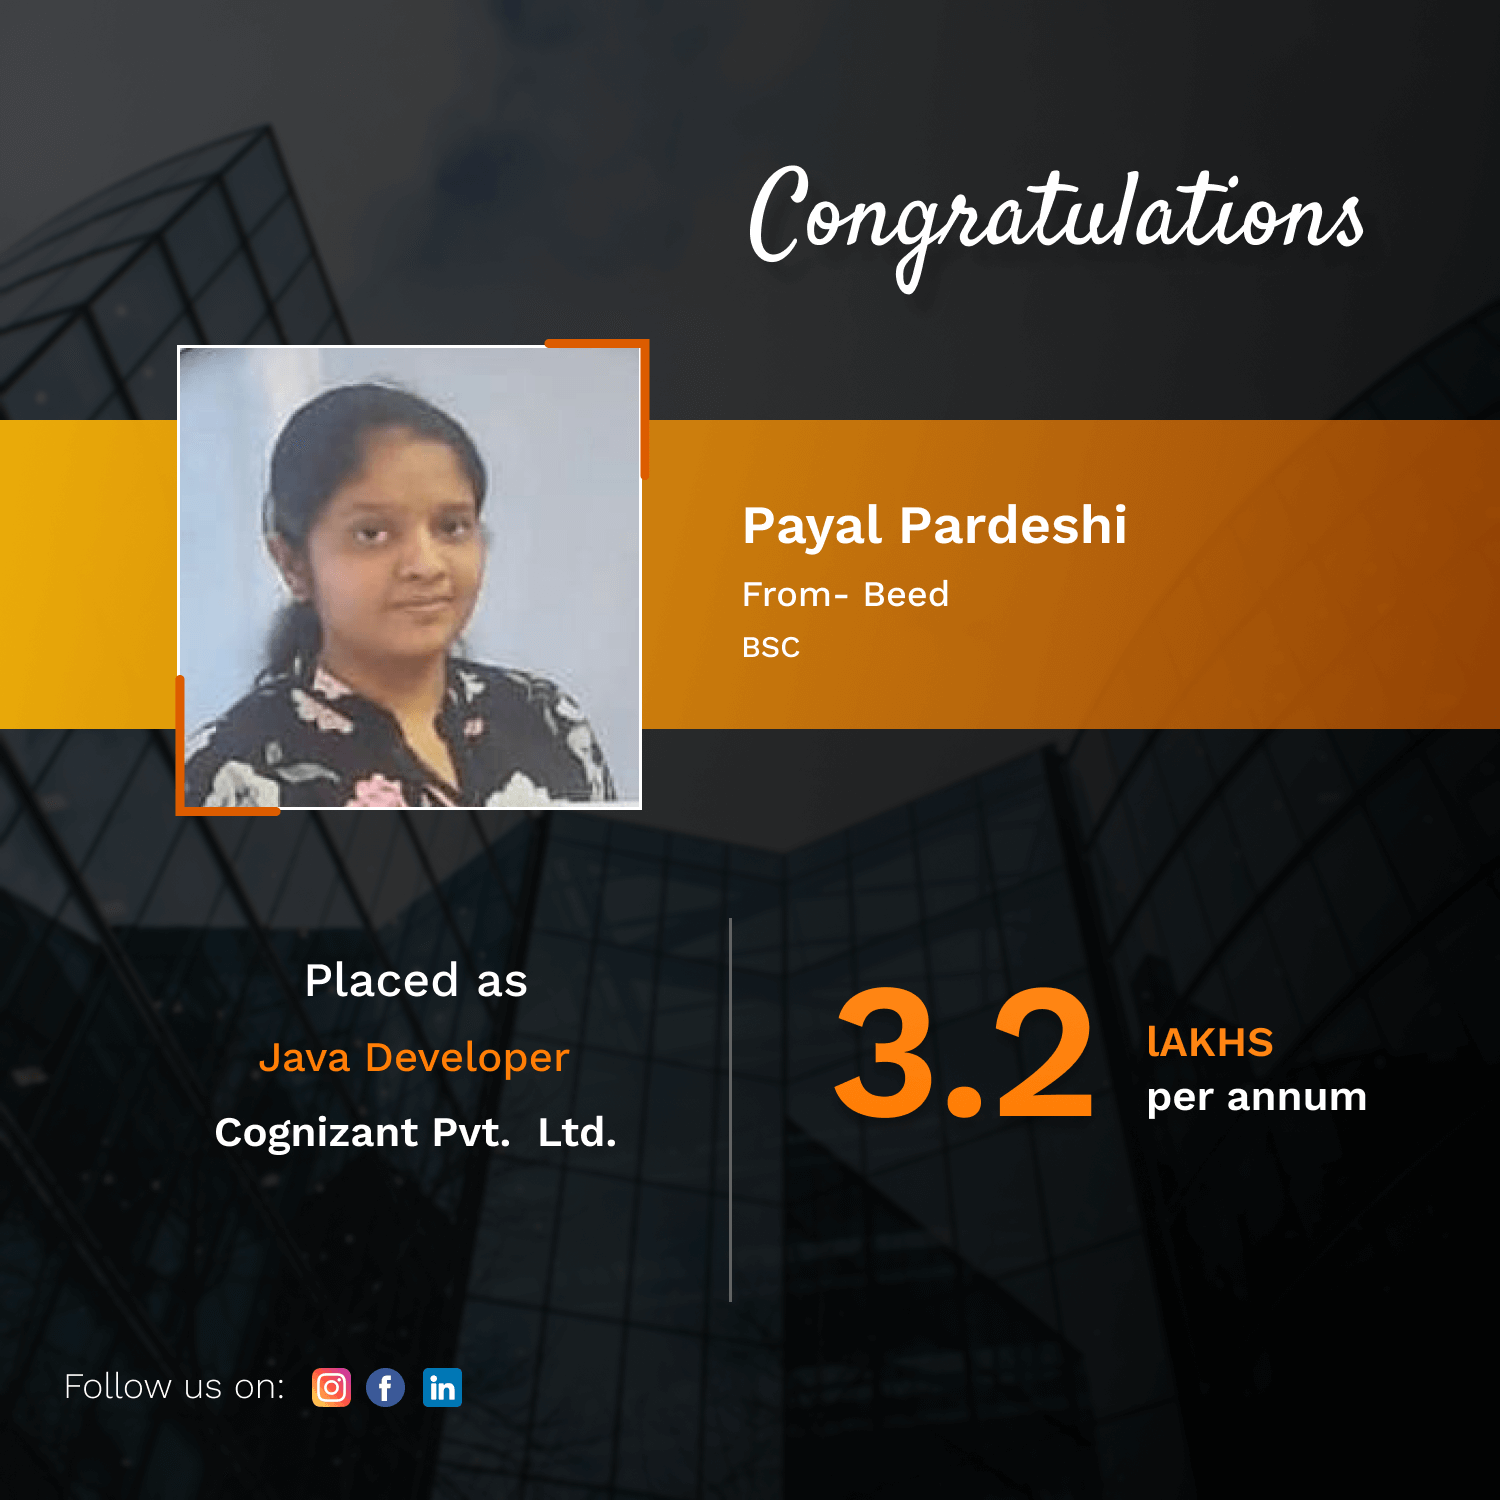 Congratulations
Payal Pardeshi
From- Beed
BSC
Placed as
Java Developer
Cognizant Pvt. Ltd.
3.2
lAKHS
per annum
Follow us on: